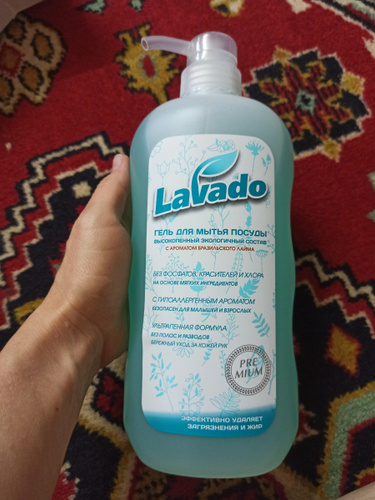 LaVado
ГЕЛЬ ДЛЯ МЫТЬЯ ПОСУДЫ
ВЫСОКОПЕННЫЙ ЭКОЛОГИЧНЫЙ СОСТАВ
С АРОМАТОМ БРАЗИЛЬСКОГО ЛАЙМА
БЕЗ ФОСФАТОВ, КРАСИТЕЛЕЙ И ХЛОРА
НА ОСНОВЕ МЯГКИХ ИНГРЕДИЕНТОВ
С ГИПОАЛЛЕРГЕННЫМ АРОМАТОМ
БЕЗОПАСЕН ДЛЯ МАЛЫШЕЙ И ВЗРОСЛЫХ
УЛЬТРАПЕННАЯ ФОРМУЛА
БЕЗ ПОЛОС И РАЗВОДОВ
БЕРЕЖНЫЙ УХОД ЗА КОЖЕЙ РУК
PRE
MIUM
ЭФФЕКТИВНО УДАЛЯЕТ
ЗАГРЯЗНЕНИЯ И ЖИР